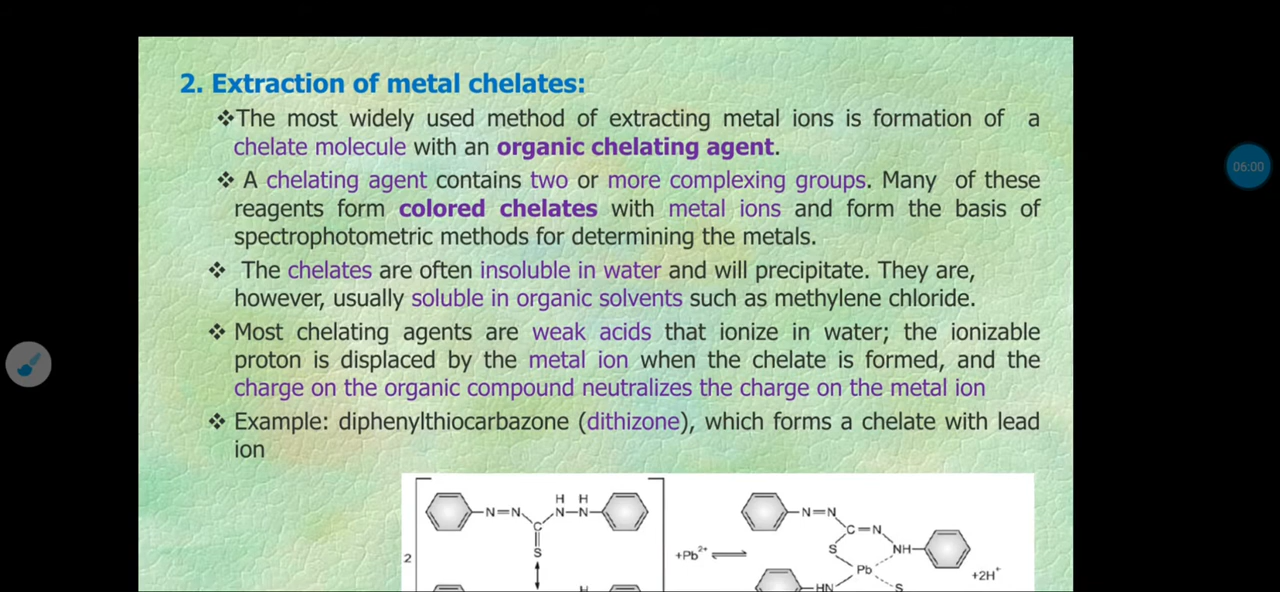 2. Extraction of metal chelates:
❖The most widely used method of extracting metal ions is formation of a
chelate molecule with an organic chelating agent.
❖ A chelating agent contains two or more complexing groups. Many of these
reagents form colored chelates with metal ions and form the basis of
spectrophotometric methods for determining the metals.
❖ The chelates are often insoluble in water and will precipitate. They are,
however, usually soluble in organic solvents such as methylene chloride.
❖ Most chelating agents are weak acids that ionize in water; the ionizable
proton is displaced by the metal ion when the chelate is formed, and the
charge on the organic compound neutralizes the charge on the metal ion
❖ Example: diphenylthiocarbazone (dithizone), which forms a chelate with lead
ion
06:00
H H
N=N N-N
C
S
2
H
+Pb²⁺
N=N
C=N
S NH
Pb
HN S
+2H⁺